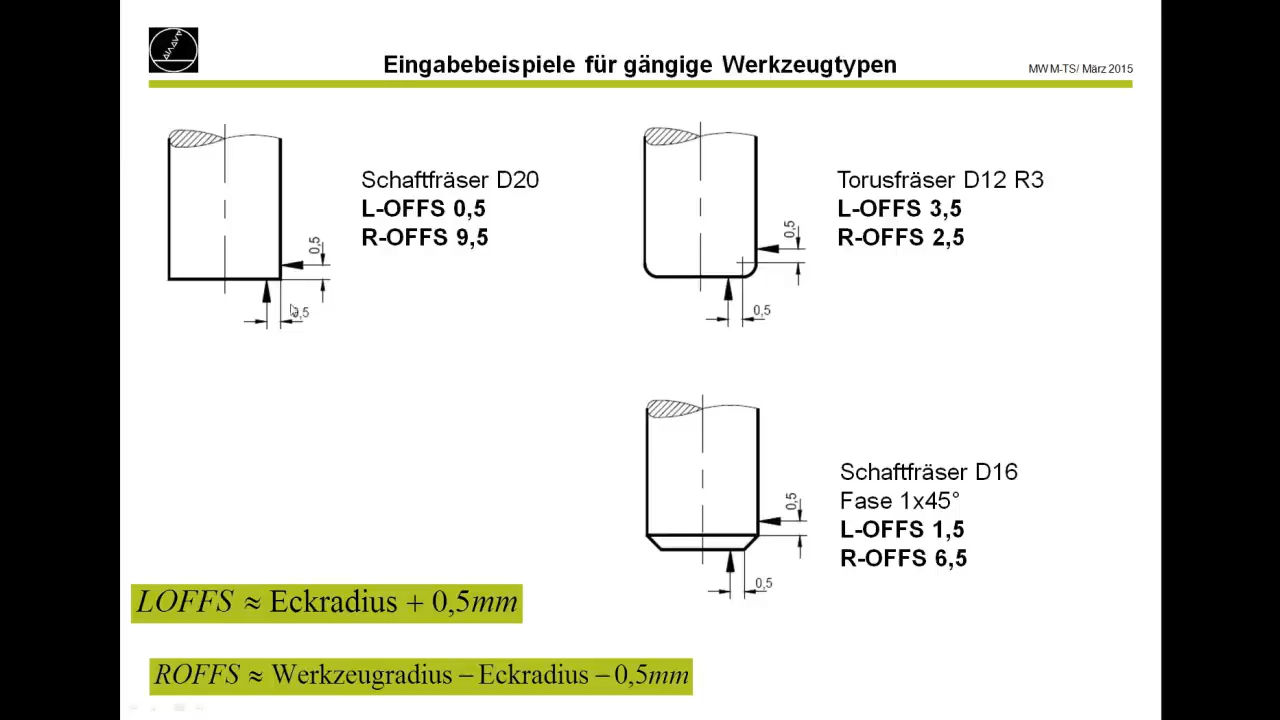 Eingabebeispiele für gängige Werkzeugtypen
MWM-TS/ März 2015
Schaftfräser D20
L-OFFS 0,5
R-OFFS 9,5
0,5
0,5
Torusfräser D12 R3
L-OFFS 3,5
R-OFFS 2,5
0,5
0,5
Schaftfräser D16
Fase 1x45°
L-OFFS 1,5
R-OFFS 6,5
0,5
0,5
LOFFS ≈ Eckradius + 0,5mm
ROFFS ≈ Werkzeugradius − Eckradius − 0,5mm